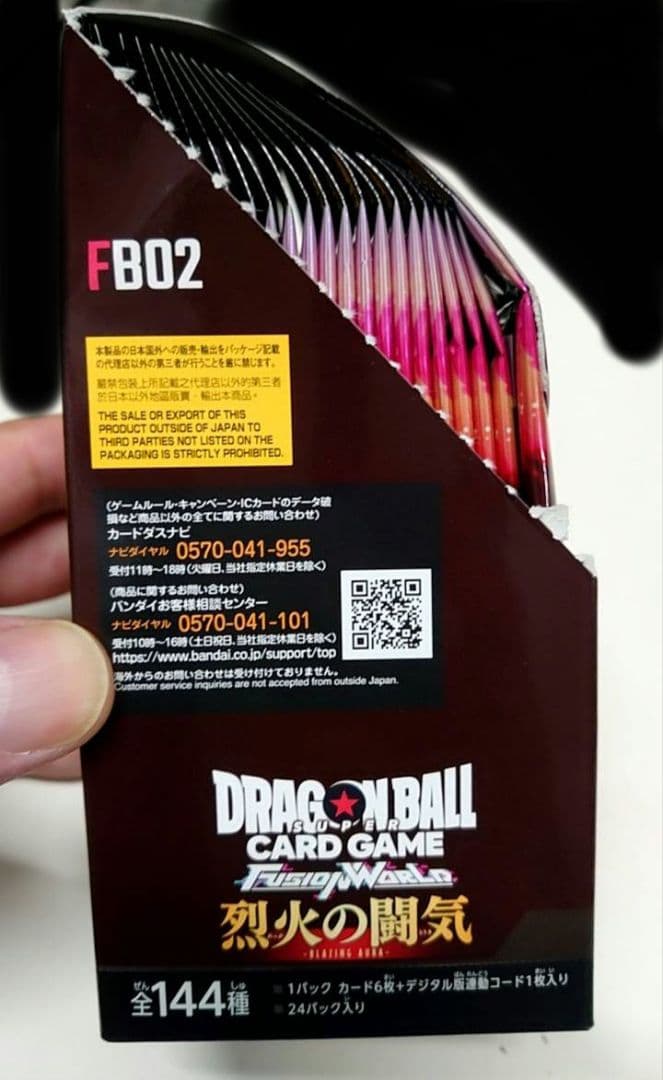 FB02
本製品の日本国外への販売・輸出をパッケージ記載
の代理店以外の第三者が行うことを厳に禁じます。
嚴禁包裝上所記載之代理店以外的第三者
於日本以外地區販賣・輸出本商品。
THE SALE OR EXPORT OF THIS
PRODUCT OUTSIDE OF JAPAN TO
THIRD PARTIES NOT LISTED ON THE
PACKAGING IS STRICTLY PROHIBITED.
(ゲームルール・キャンペーン・ICカードのデータ破
損など商品以外の全てに関するお問い合わせ)
カードダスナビ
ナビダイヤル 0570-041-955
受付11時〜18時(火曜日、当社指定休業日を除く)
(商品に関するお問い合わせ)
バンダイお客様相談センター
ナビダイヤル 0570-041-101
受付10時〜16時(土日祝日、当社指定休業日を除く)
https://www.bandai.co.jp/support/top
海外からのお問い合わせは受け付けておりません。
Customer service inquiries are not accepted from outside Japan.
DRAGON BALL
SUPER
CARD GAME
FUSION WORLD
烈火の闘気
-BLAZING AURA-
全144種
■1パック カード6枚+デジタル版連動コード1枚入り
■24パック入り